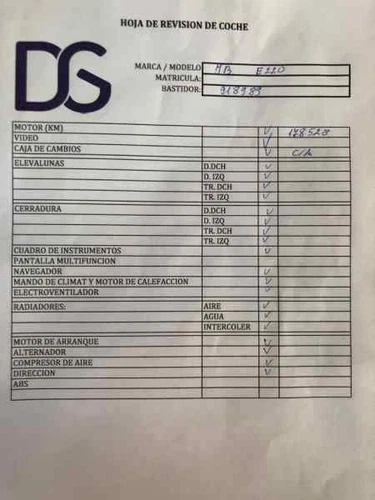 HOJA DE REVISION DE COCHE
DG
MARCA / MODELO MB E220
MATRICULA:
BASTIDOR: 918989
MOTOR (KM) ✓ 178528
VIDEO ✓
CAJA DE CAMBIOS ✓ C/A
ELEVALUNAS D.DCH ✓
D. IZQ ✓
TR. DCH ✓
TR. IZQ ✓
CERRADURA D.DCH ✓
D. IZQ ✓
TR. DCH ✓
TR. IZQ ✓
CUADRO DE INSTRUMENTOS ✓
PANTALLA MULTIFUNCION
NAVEGADOR ✓
MANDO DE CLIMAT Y MOTOR DE CALEFACCION ✓
ELECTROVENTILADOR ✓
RADIADORES: AIRE ✓
AGUA ✓
INTERCOLER ✓
MOTOR DE ARRANQUE ✓
ALTERNADOR ✓
COMPRESOR DE AIRE ✓
DIRECCION ✓
ABS